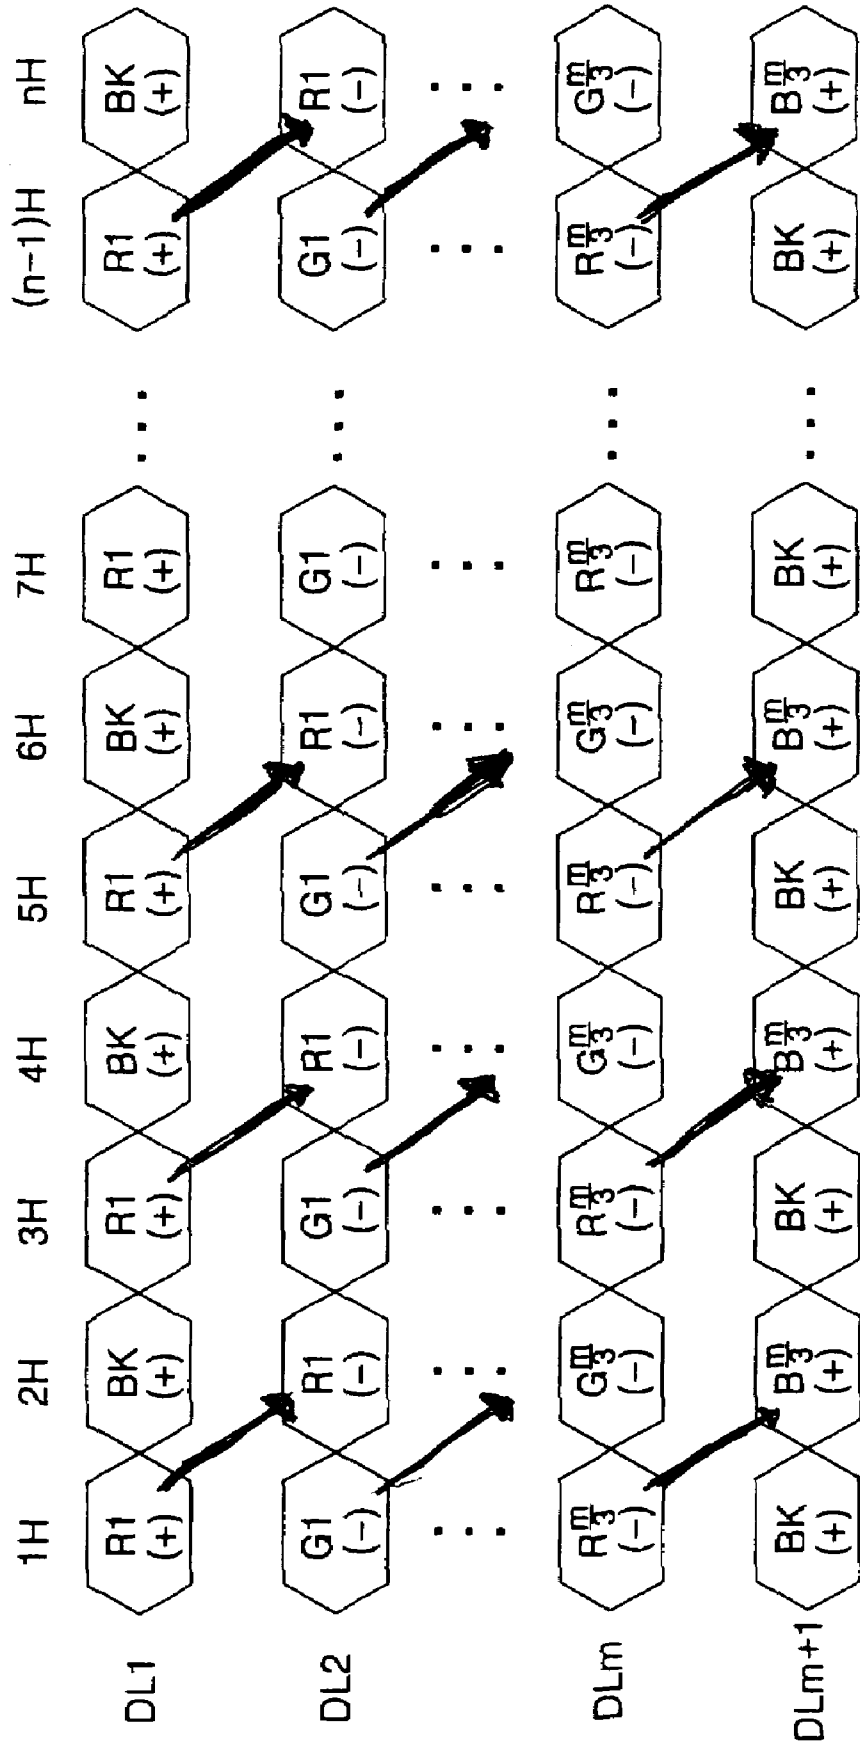 1H 2H 3H 4H 5H 6H 7H (n-1)H nH
DL1 R1 (+) BK (+) R1 (+) BK (+) R1 (+) BK (+) R1 (+) ... R1 (+) BK (+)
DL2 G1 (-) R1 (-) G1 (-) R1 (-) G1 (-) R1 (-) G1 (-) ... G1 (-) R1 (-)
... ... ... ... ... ... ... ... ...
DLm R m/3 (-) G m/3 (-) R m/3 (-) G m/3 (-) R m/3 (-) G m/3 (-) R m/3 (-) ... R m/3 (-) G m/3 (-)
DLm+1 BK (+) B m/3 (+) BK (+) B m/3 (+) BK (+) B m/3 (+) BK (+) ... BK (+) B m/3 (+)